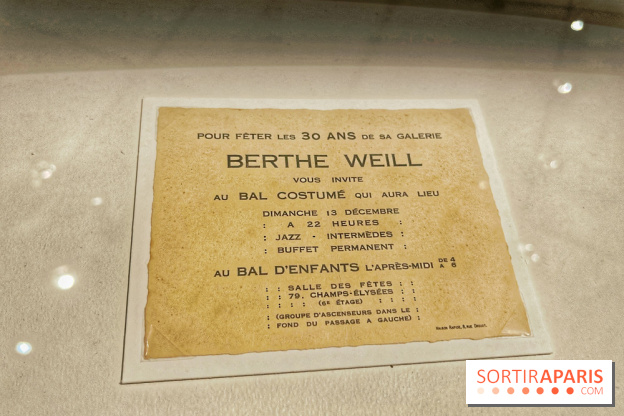 POUR FÊTER LES 30 ANS DE SA GALERIE
BERTHE WEILL
VOUS INVITE
AU BAL COSTUMÉ QUI AURA LIEU
DIMANCHE 13 DÉCEMBRE
: A 22 HEURES :
: JAZZ - INTERMÈDES :
: BUFFET PERMANENT :
AU BAL D'ENFANTS L'APRÈS-MIDI DE 4 A 6
: : SALLE DES FÊTES : :
: : 79, CHAMPS-ÉLYSÉES : :
: : : : (6e ÉTAGE) : : : :
: (GROUPE D'ASCENSEURS DANS LE :
: FOND DU PASSAGE A GAUCHE) :
SORTIRAPARIS
.COM